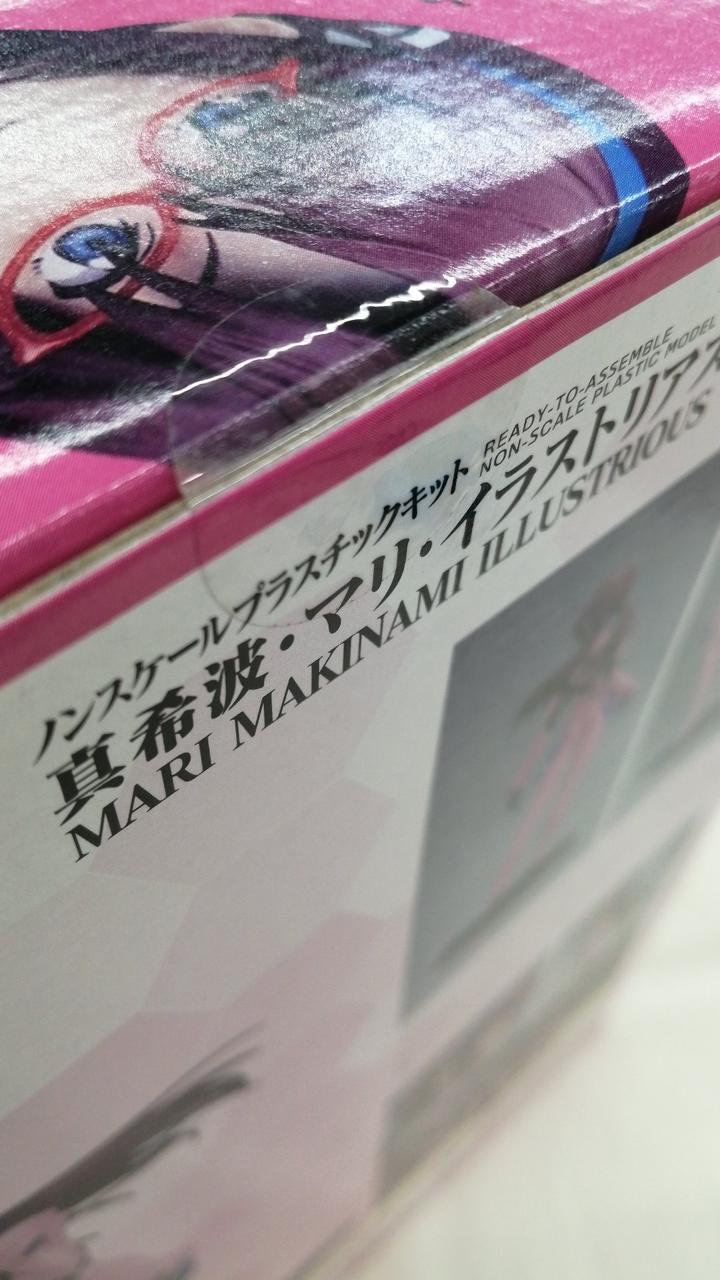 ノンスケールプラスチックキット
READY-TO-ASSEMBLE
NON-SCALE PLASTIC MODEL
真希波・マリ・イラストリアス
MARI MAKINAMI ILLUSTRIOUS